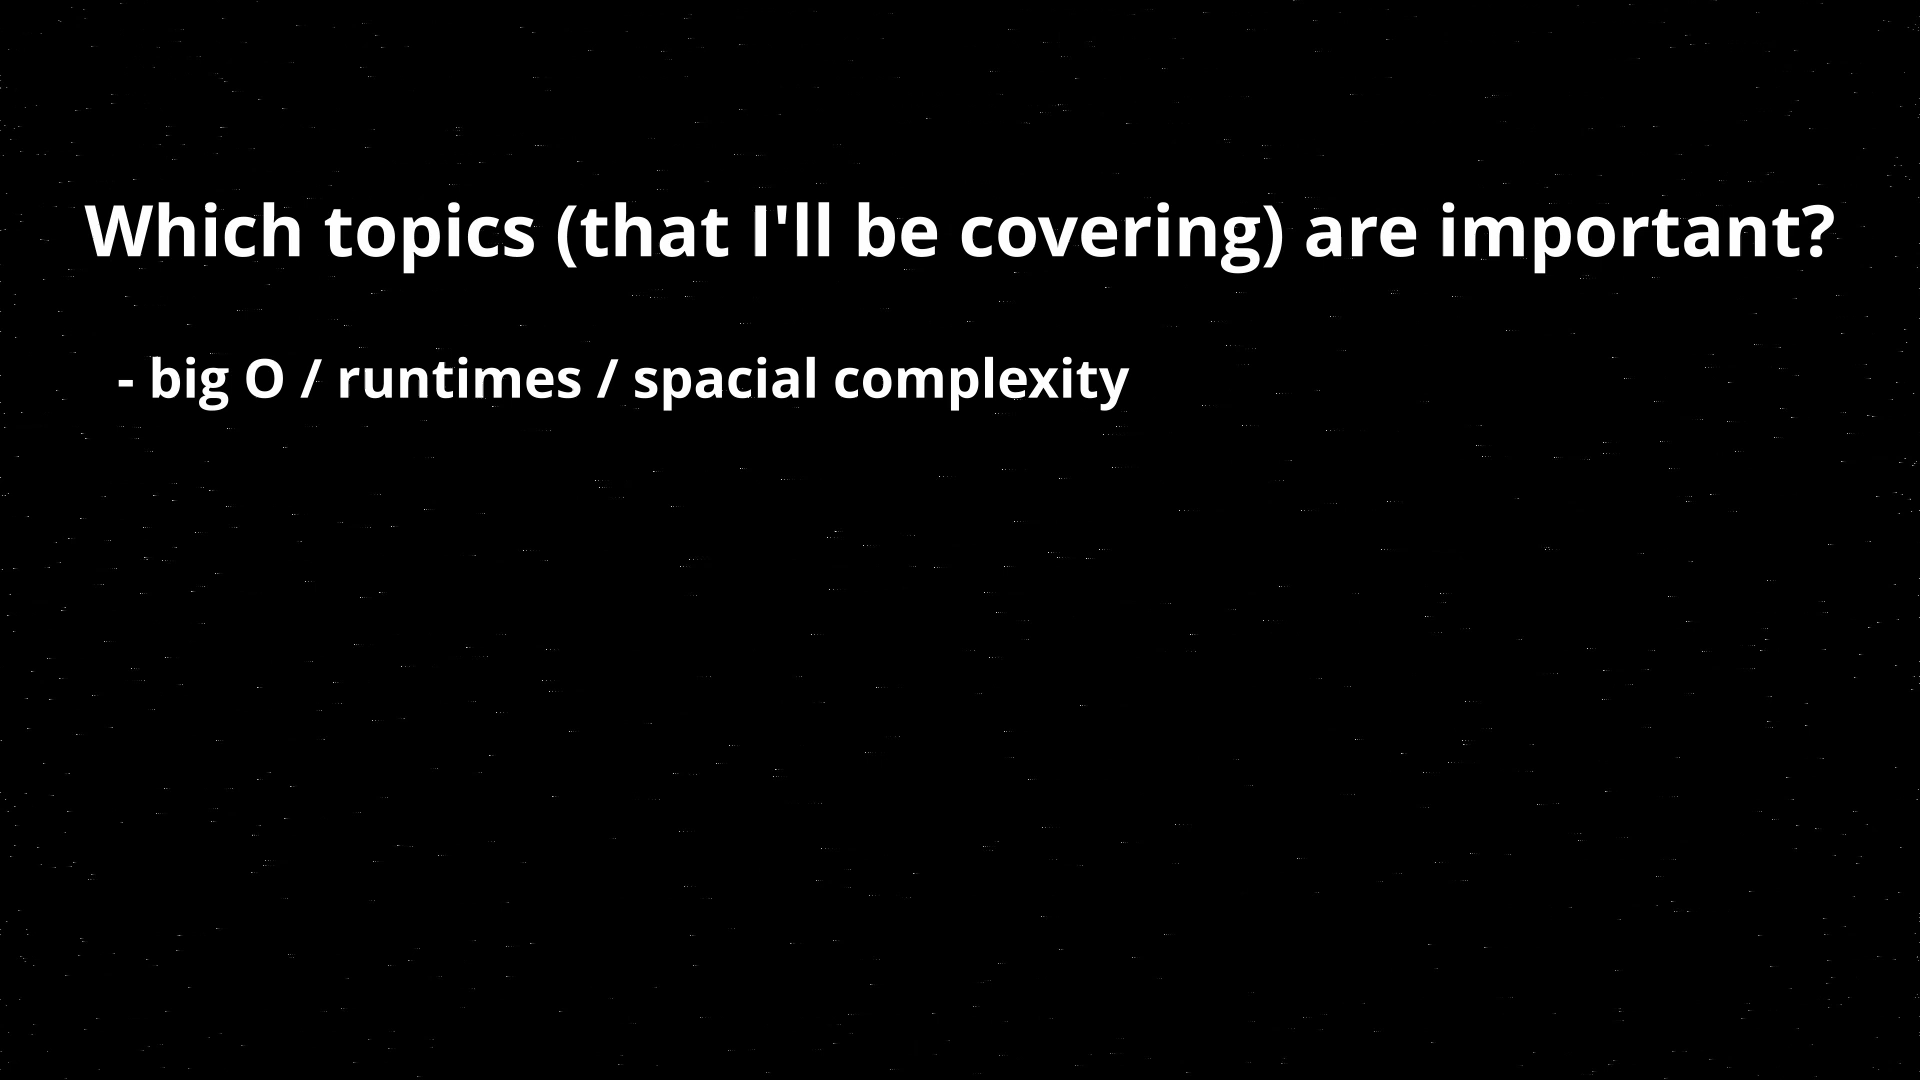 Which topics (that I'll be covering) are important?
- big O / runtimes / spacial complexity